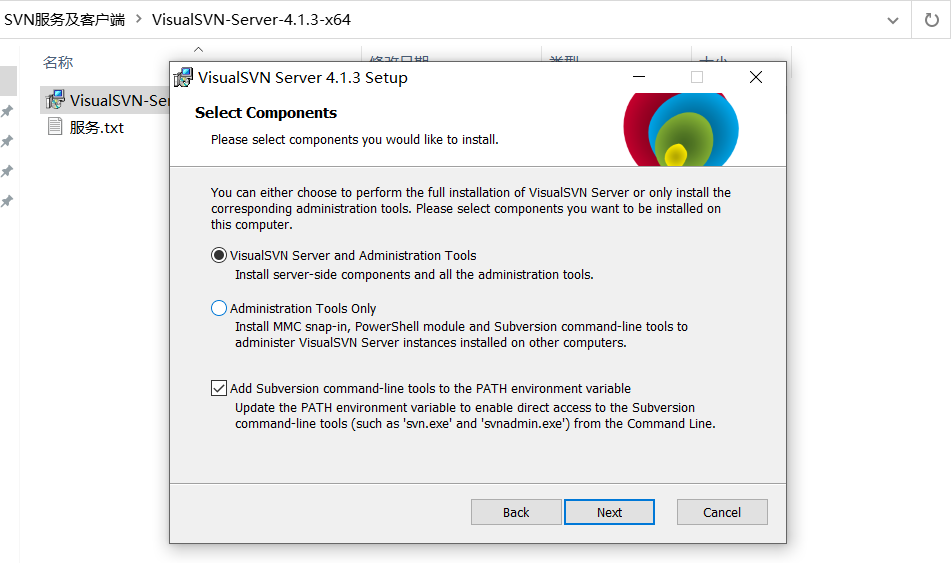 SVN服务及客户端 > VisualSVN-Server-4.1.3-x64
名称
修改日期
类型
大小
VisualSVN Server 4.1.3 Setup
VisualSVN-Ser
服务.txt
Select Components
Please select components you would like to install.
You can either choose to perform the full installation of VisualSVN Server or only install the
corresponding administration tools. Please select components you want to be installed on
this computer.
VisualSVN Server and Administration Tools
Install server-side components and all the administration tools.
Administration Tools Only
Install MMC snap-in, PowerShell module and Subversion command-line tools to
administer VisualSVN Server instances installed on other computers.
Add Subversion command-line tools to the PATH environment variable
Update the PATH environment variable to enable direct access to the Subversion
command-line tools (such as 'svn.exe' and 'svnadmin.exe') from the Command Line.
Back
Next
Cancel